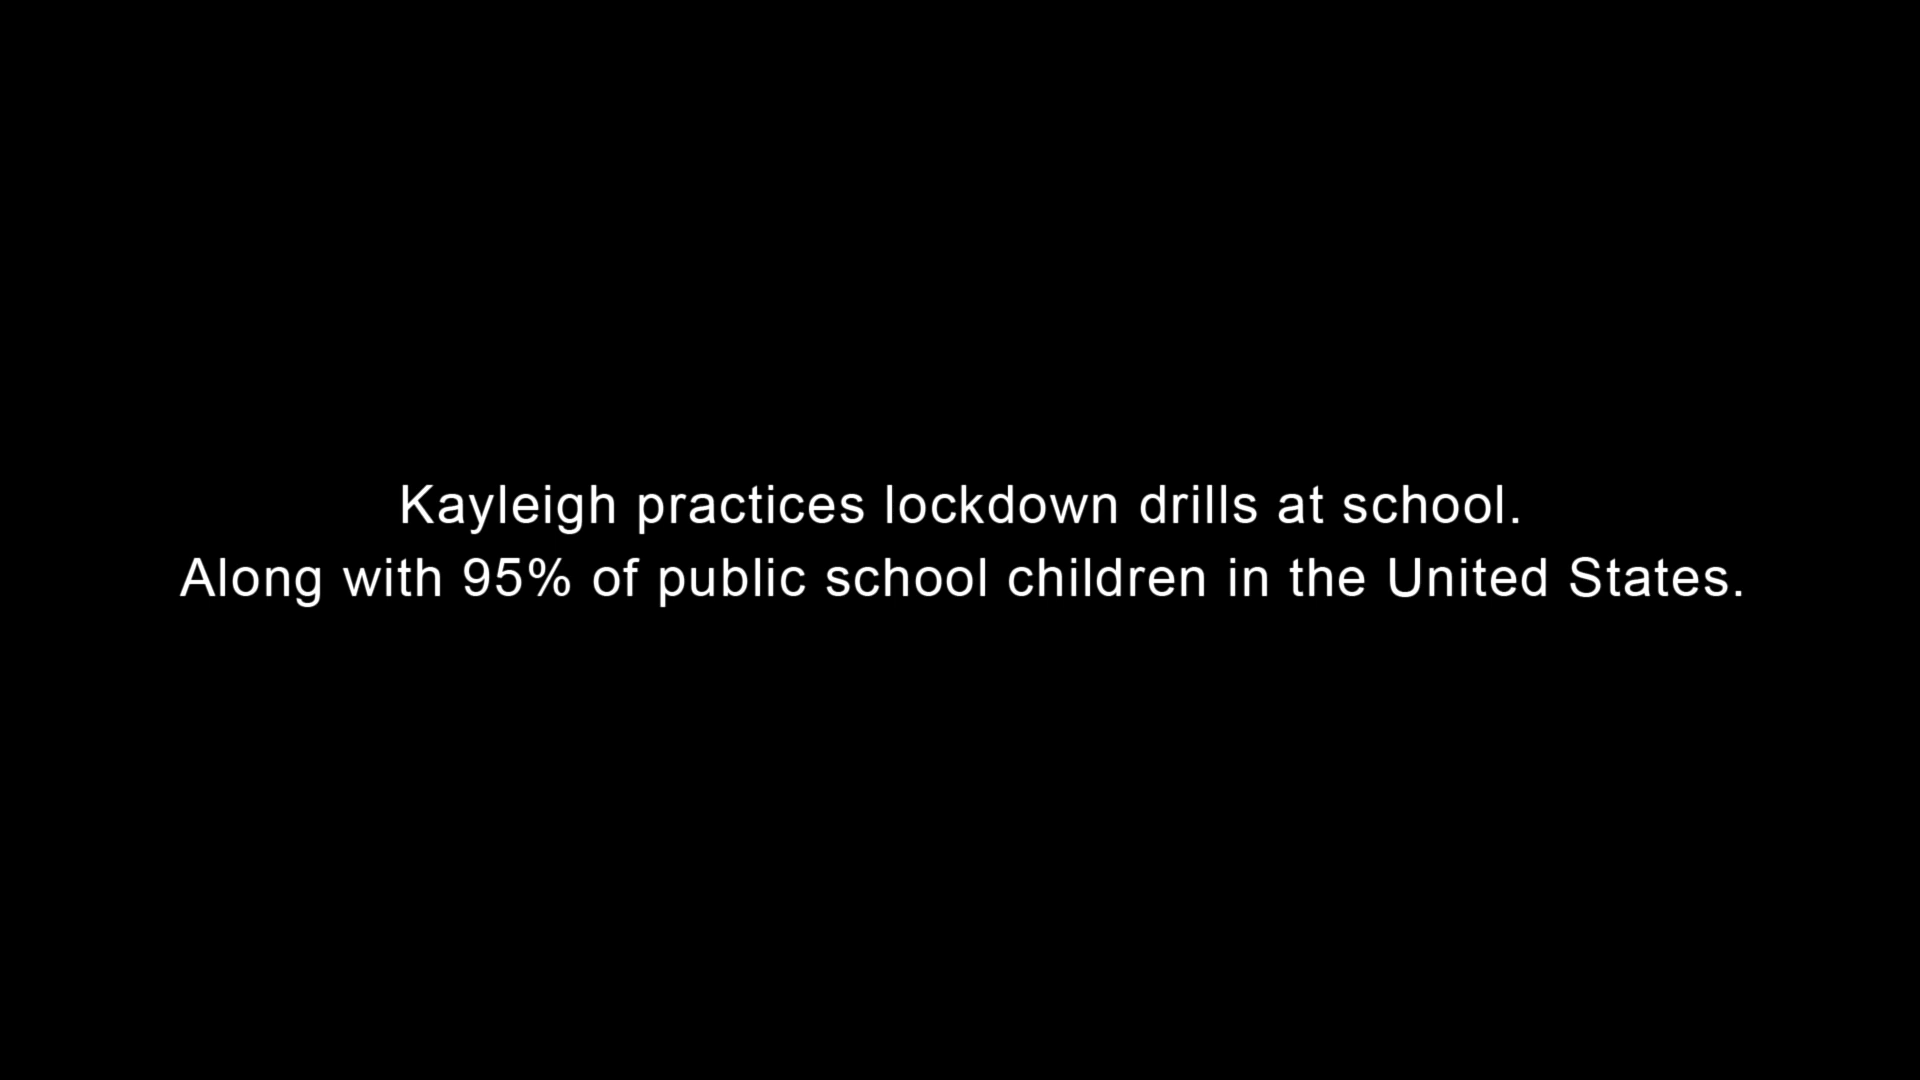 Kayleigh practices lockdown drills at school.
Along with 95% of public school children in the United States.